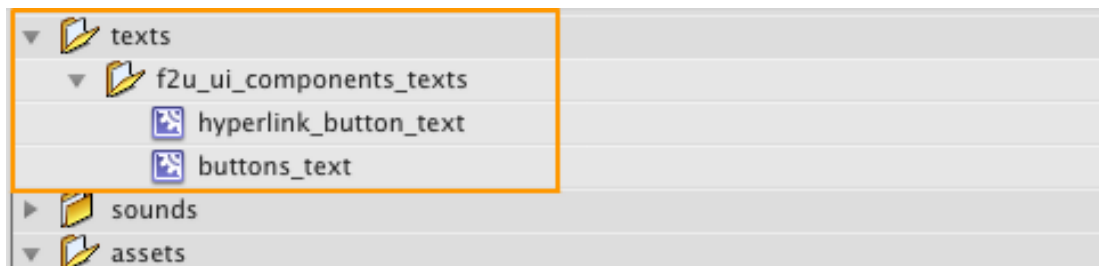 texts
f2u_ui_components_texts
hyperlink_button_text
buttons_text
sounds
assets